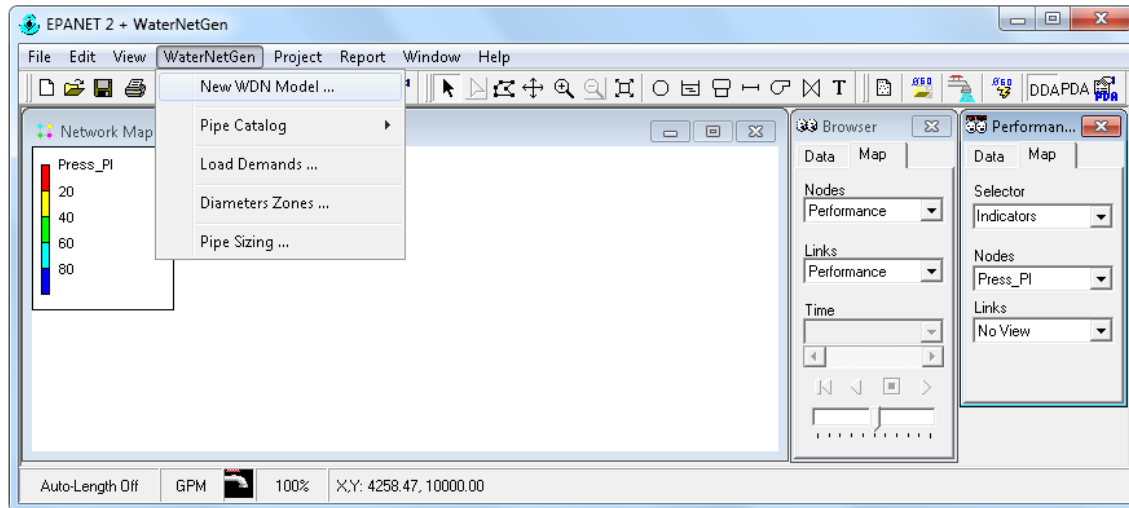 EPANET 2 + WaterNetGen
File Edit View WaterNetGen Project Report Window Help
New WDN Model ...
Pipe Catalog
Load Demands ...
Diameters Zones ...
Pipe Sizing ...
T
DDA PDA
PDA
Network Map
Press_PI
20
40
60
80
Browser
Data Map
Nodes
Performance
Links
Performance
Time
Performan...
Data Map
Selector
Indicators
Nodes
Press_PI
Links
No View
Auto-Length Off GPM 100% X,Y: 4258.47, 10000.00